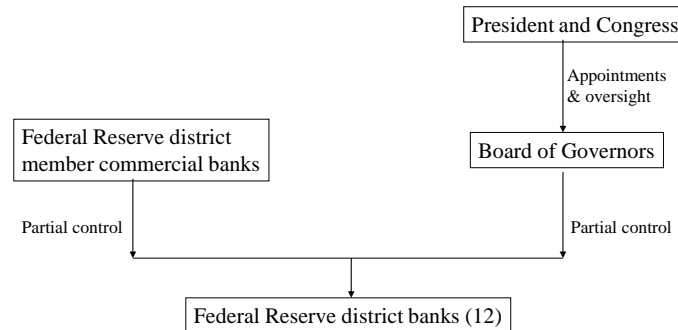 President and Congress
Appointments
& oversight
Federal Reserve district
member commercial banks
Board of Governors
Partial control
Partial control
Federal Reserve district banks (12)